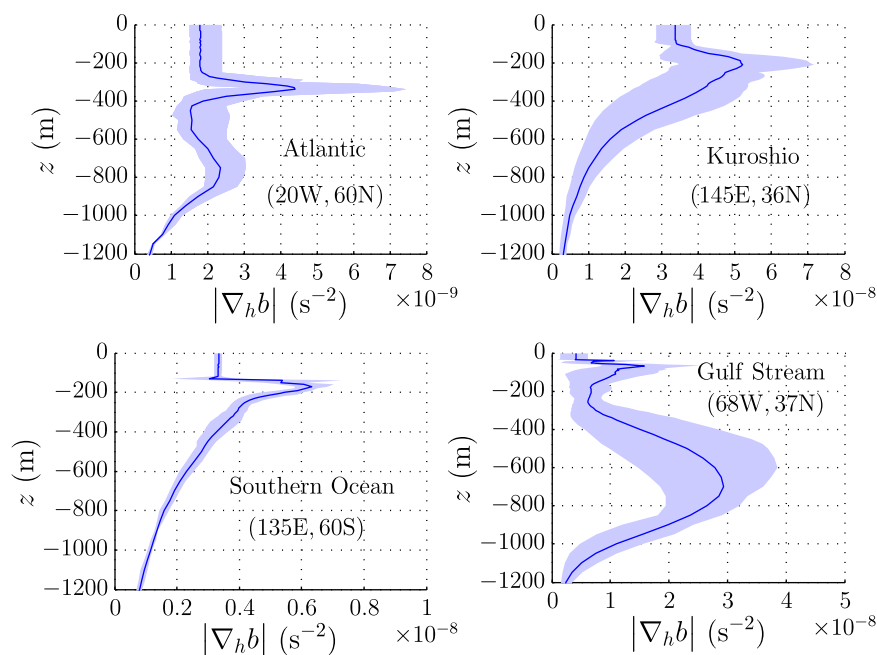 0
−200
−400
−600
−800
−1000
−1200
z (m)
Atlantic
(20W, 60N)
0 1 2 3 4 5 6 7 8
|∇ₕb| (s⁻²)
×10⁻⁹
0
−200
−400
−600
−800
−1000
−1200
z (m)
Kuroshio
(145E, 36N)
0 1 2 3 4 5 6 7 8
|∇ₕb| (s⁻²)
×10⁻⁸
0
−200
−400
−600
−800
−1000
−1200
z (m)
Southern Ocean
(135E, 60S)
0 0.2 0.4 0.6 0.8 1
|∇ₕb| (s⁻²)
×10⁻⁸
0
−200
−400
−600
−800
−1000
−1200
z (m)
Gulf Stream
(68W, 37N)
0 1 2 3 4 5
|∇ₕb| (s⁻²)
×10⁻⁸